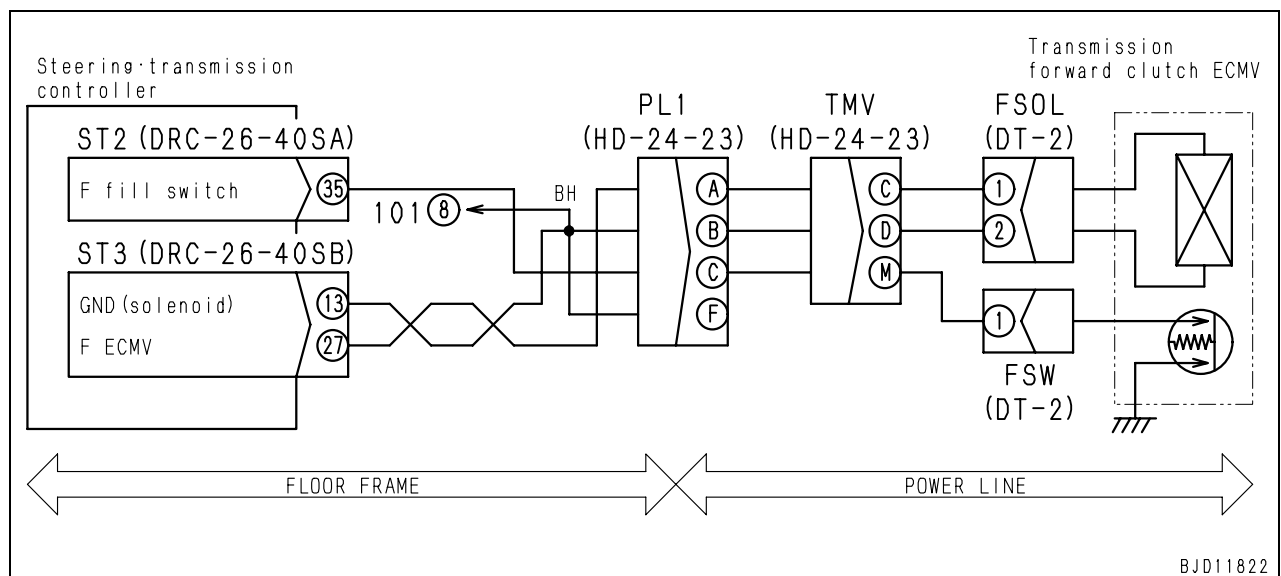 Steering·transmission
controller
ST2 (DRC-26-40SA)
F fill switch
35
ST3 (DRC-26-40SB)
GND (solenoid)
13
F ECMV
27
101 8
BH
PL1
(HD-24-23)
A
B
C
F
TMV
(HD-24-23)
C
D
M
FSOL
(DT-2)
1
2
1
FSW
(DT-2)
Transmission
forward clutch ECMV
FLOOR FRAME
POWER LINE
BJD11822